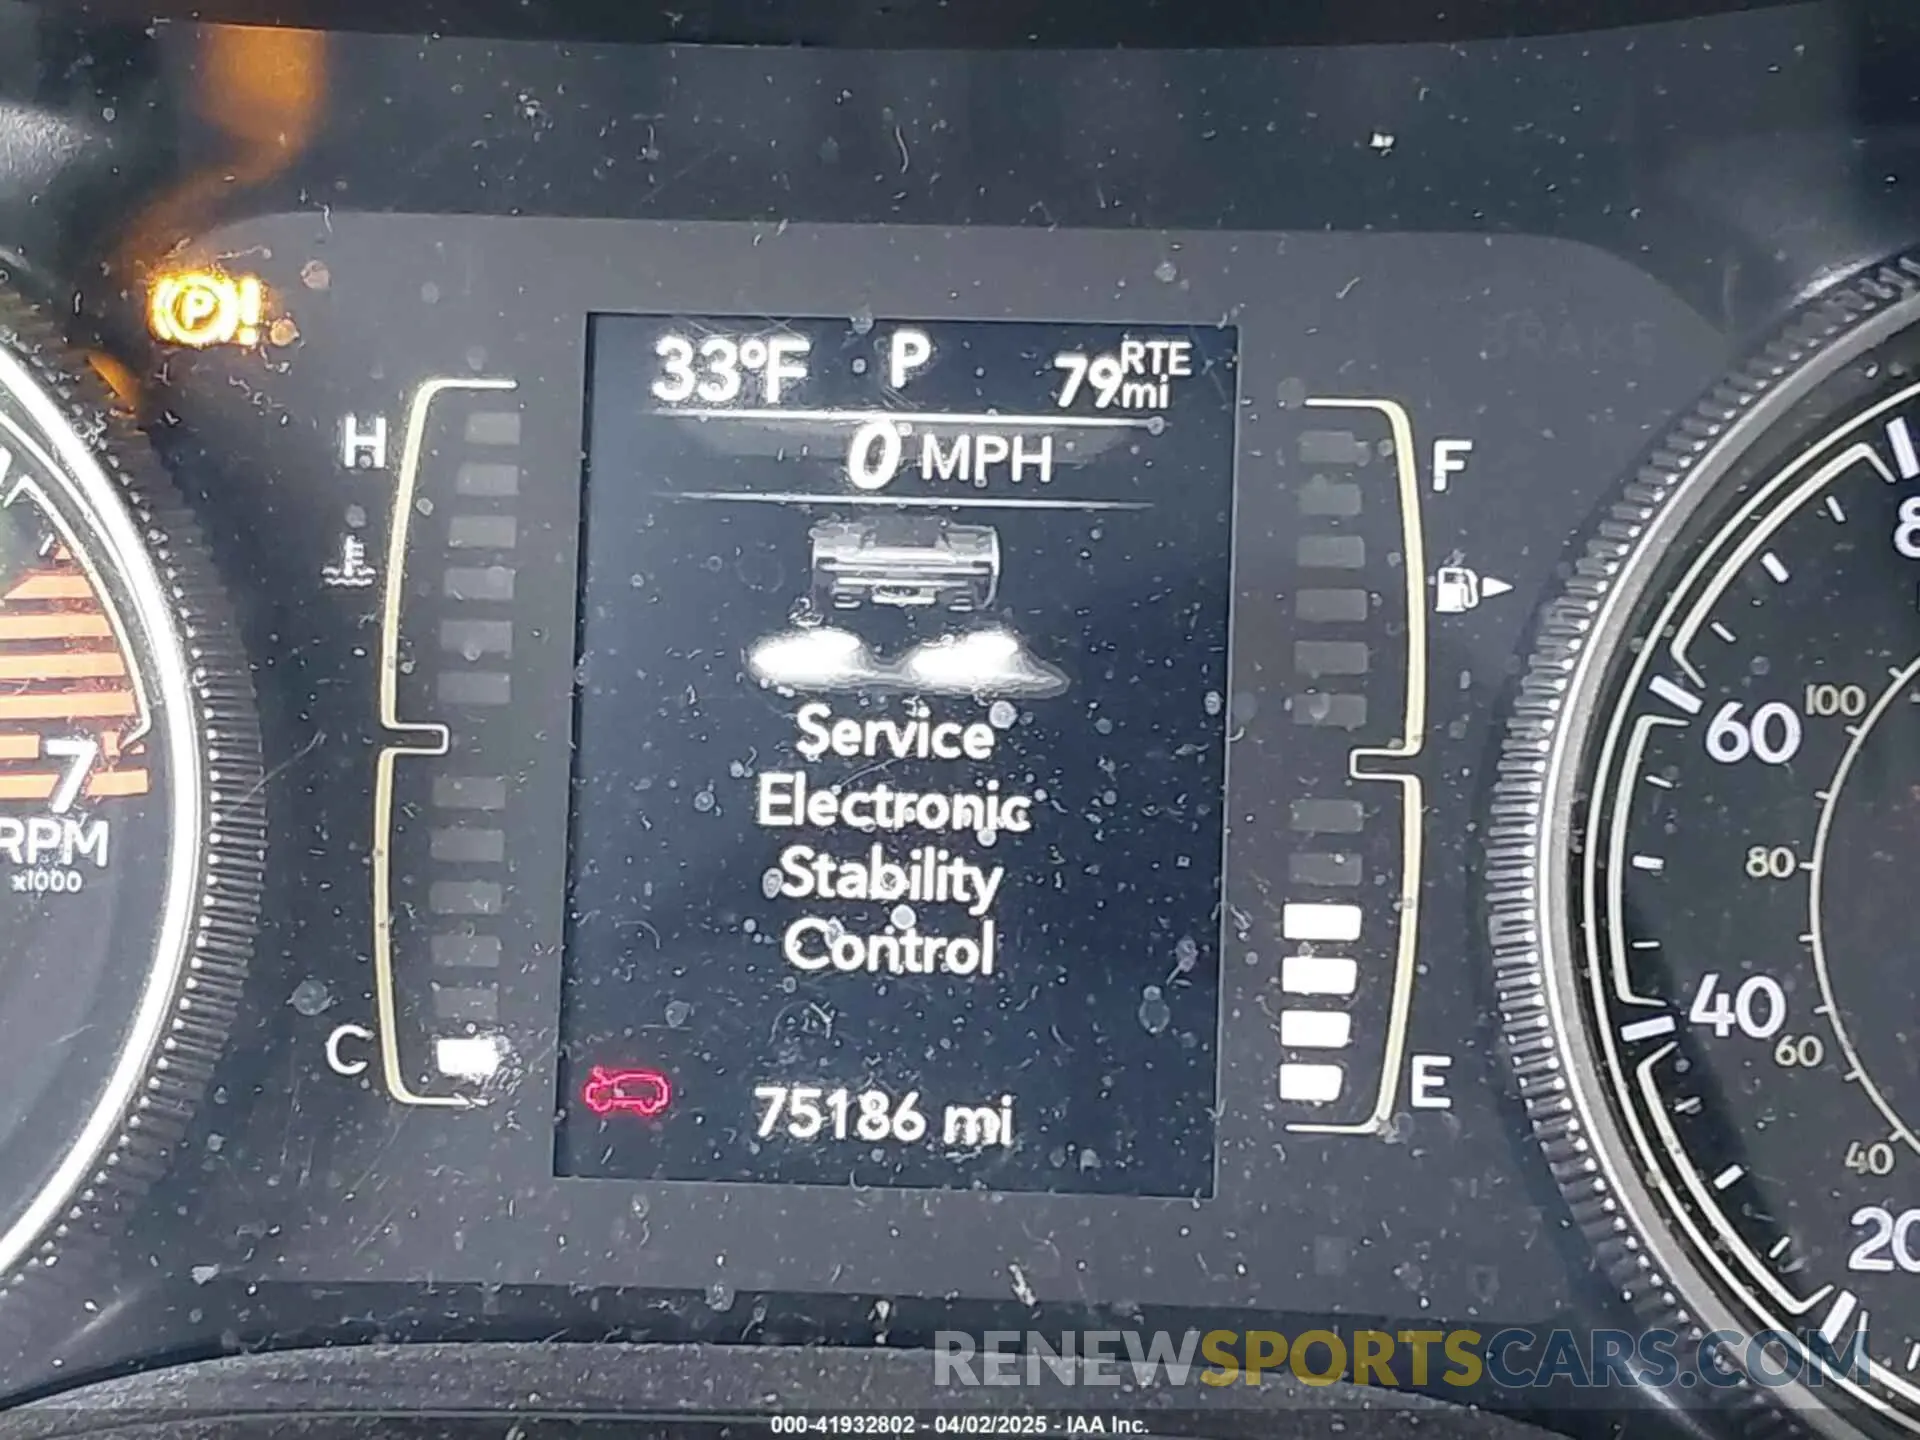 33°F P 79 RTE mi
0 MPH
H
F
Service
Electronic
Stability
Control
C
E
75186 mi
7
RPM
x1000
P !
8
60 100
80
40
60
40
20
RENEWSPORTSCARS.COM
000-41932802 - 04/02/2025 - IAA Inc.